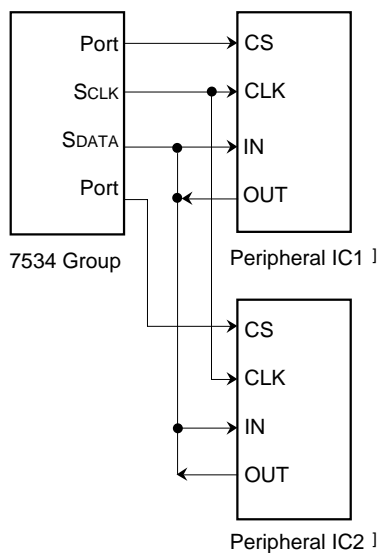 Port
SCLK
SDATA
Port
7534 Group
CS
CLK
IN
OUT
Peripheral IC1 ]
CS
CLK
IN
OUT
Peripheral IC2 ]